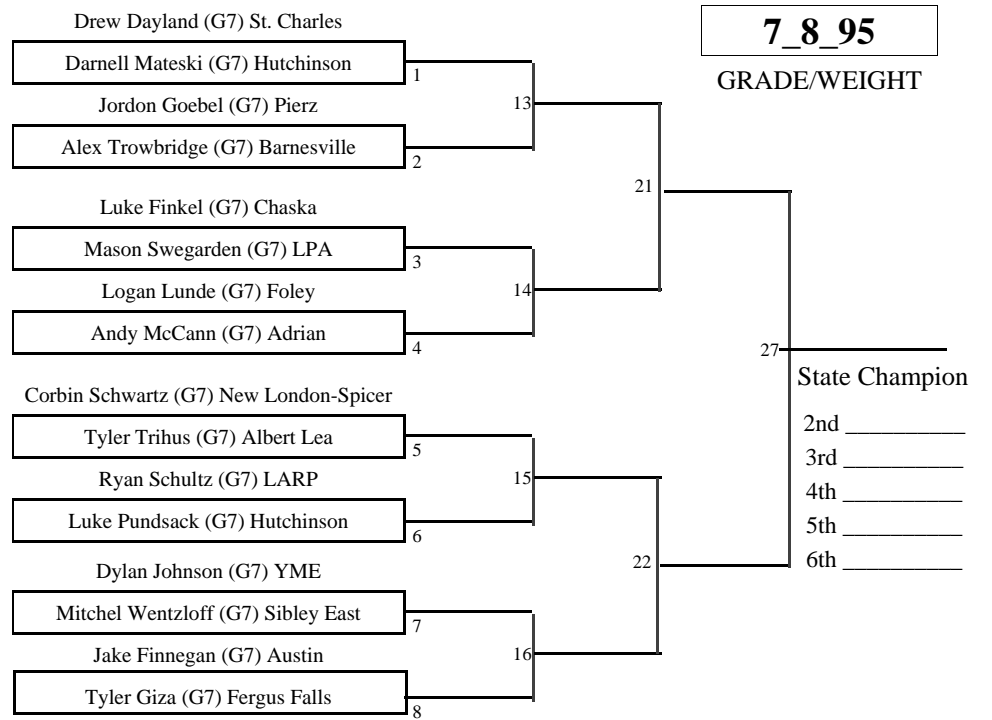 Drew Dayland (G7) St. Charles
Darnell Mateski (G7) Hutchinson
1
Jordon Goebel (G7) Pierz
Alex Trowbridge (G7) Barnesville
2
13
Luke Finkel (G7) Chaska
Mason Swegarden (G7) LPA
3
Logan Lunde (G7) Foley
Andy McCann (G7) Adrian
4
14
21
Corbin Schwartz (G7) New London-Spicer
Tyler Trihus (G7) Albert Lea
5
Ryan Schultz (G7) LARP
Luke Pundsack (G7) Hutchinson
6
15
Dylan Johnson (G7) YME
Mitchel Wentzloff (G7) Sibley East
7
Jake Finnegan (G7) Austin
Tyler Giza (G7) Fergus Falls
8
16
22
27
7_8_95
GRADE/WEIGHT
State Champion
2nd __________
3rd __________
4th __________
5th __________
6th __________